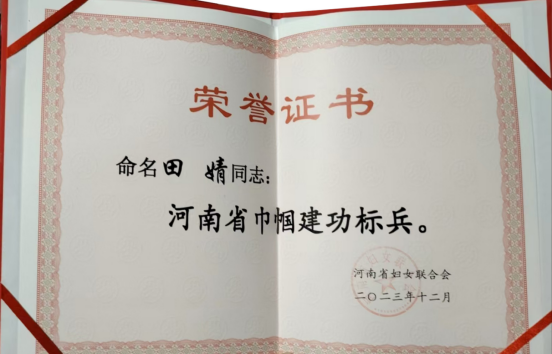 荣誉证书
命名田 婧同志：
河南省巾帼建功标兵。
河南省妇女联合会
二〇二三年十二月